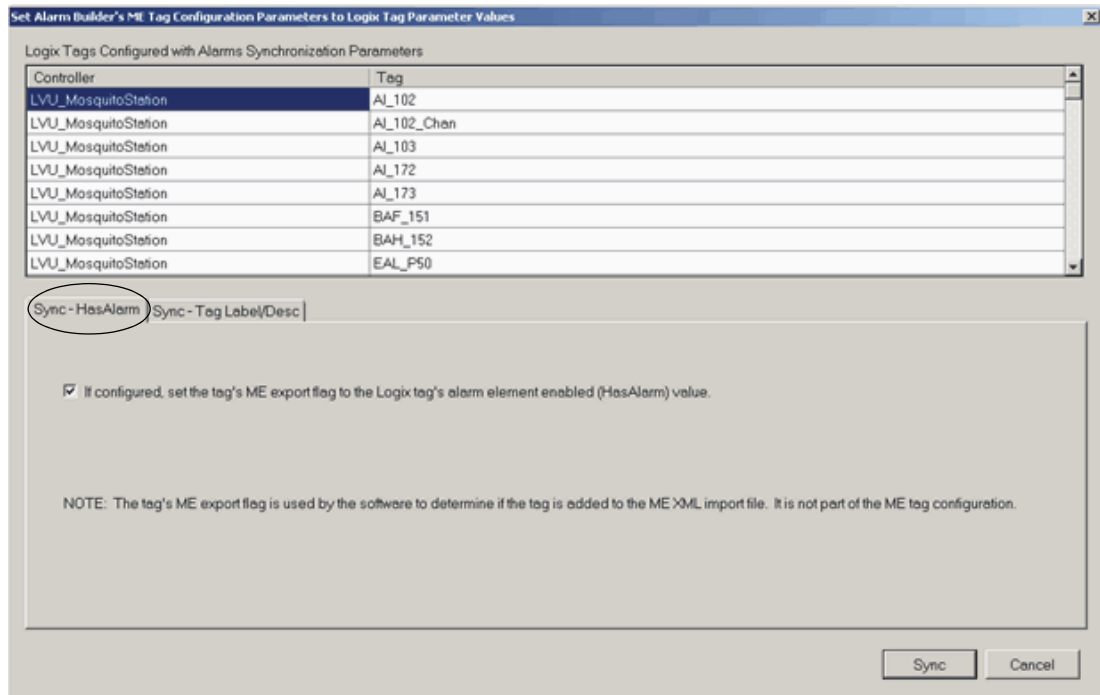 Set Alarm Builder's ME Tag Configuration Parameters to Logix Tag Parameter Values
Logix Tags Configured with Alarms Synchronization Parameters
Controller Tag
LVU_MosquitoStation AI_102
LVU_MosquitoStation AI_102_Chan
LVU_MosquitoStation AI_103
LVU_MosquitoStation AI_172
LVU_MosquitoStation AI_173
LVU_MosquitoStation BAF_151
LVU_MosquitoStation BAH_152
LVU_MosquitoStation EAL_P50
Sync - HasAlarm Sync - Tag Label/Desc
If configured, set the tag's ME export flag to the Logix tag's alarm element enabled (HasAlarm) value.
NOTE: The tag's ME export flag is used by the software to determine if the tag is added to the ME XML import file. It is not part of the ME tag configuration.
Sync Cancel